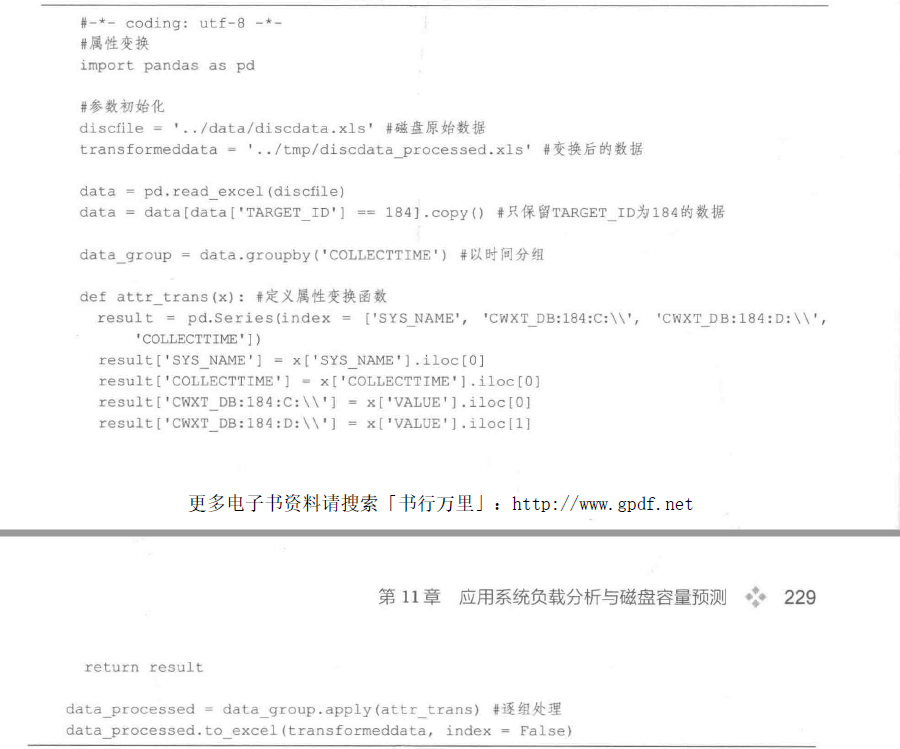 #-*- coding: utf-8 -*-
#属性变换
import pandas as pd
#参数初始化
discfile = '../data/discdata.xls' #磁盘原始数据
transformeddata = '../tmp/discdata_processed.xls' #变换后的数据
data = pd.read_excel(discfile)
data = data[data['TARGET_ID'] == 184].copy() #只保留TARGET_ID为184的数据
data_group = data.groupby('COLLECTTIME') #以时间分组
def attr_trans(x): #定义属性变换函数
result = pd.Series(index = ['SYS_NAME', 'CWXT_DB:184:C:\\', 'CWXT_DB:184:D:\\',
'COLLECTTIME'])
result['SYS_NAME'] = x['SYS_NAME'].iloc[0]
result['COLLECTTIME'] = x['COLLECTTIME'].iloc[0]
result['CWXT_DB:184:C:\\'] = x['VALUE'].iloc[0]
result['CWXT_DB:184:D:\\'] = x['VALUE'].iloc[1]
更多电子书资料请搜索「书行万里」：http://www.gpdf.net
第 11 章 应用系统负载分析与磁盘容量预测 229
return result
data_processed = data_group.apply(attr_trans) #逐组处理
data_processed.to_excel(transformeddata, index = False)